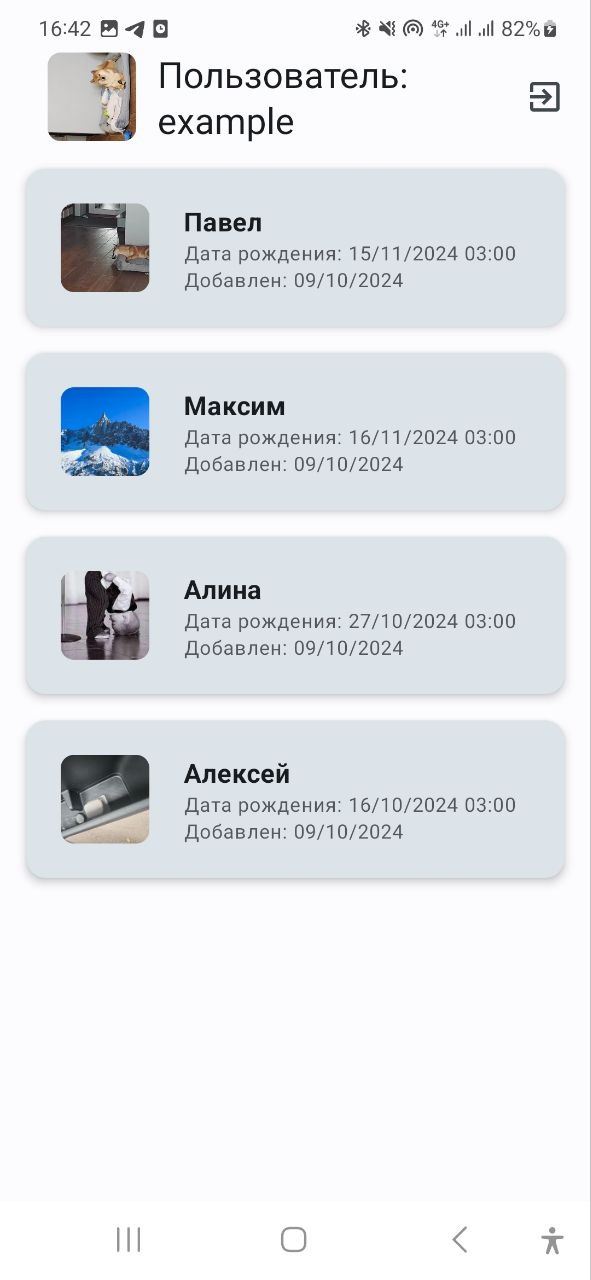 16:42 4G+ 82%
Пользователь:
example
Павел
Дата рождения: 15/11/2024 03:00
Добавлен: 09/10/2024
Максим
Дата рождения: 16/11/2024 03:00
Добавлен: 09/10/2024
Алина
Дата рождения: 27/10/2024 03:00
Добавлен: 09/10/2024
Алексей
Дата рождения: 16/10/2024 03:00
Добавлен: 09/10/2024